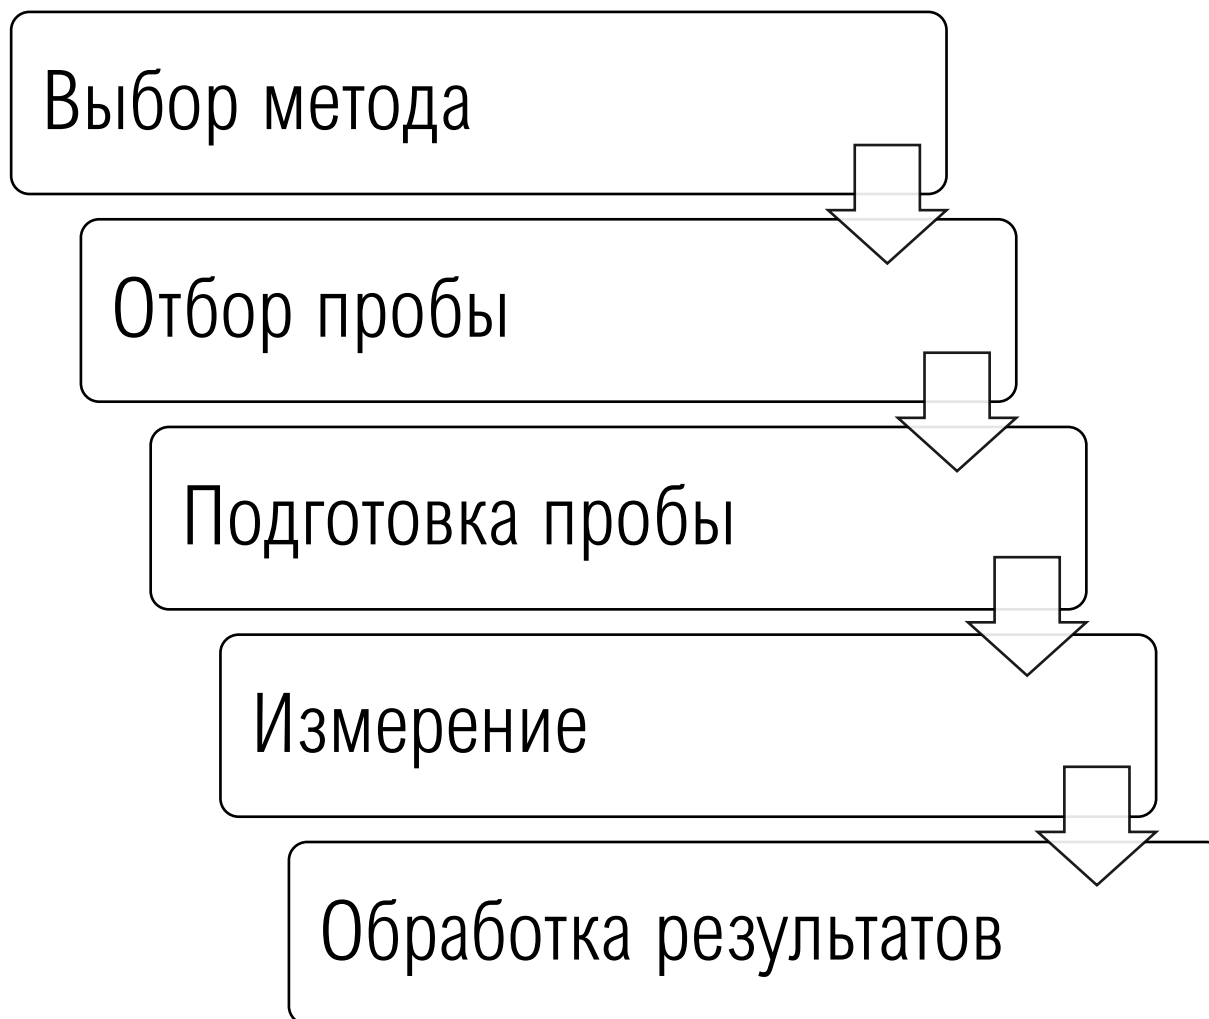 Выбор метода
Отбор пробы
Подготовка пробы
Измерение
Обработка результатов